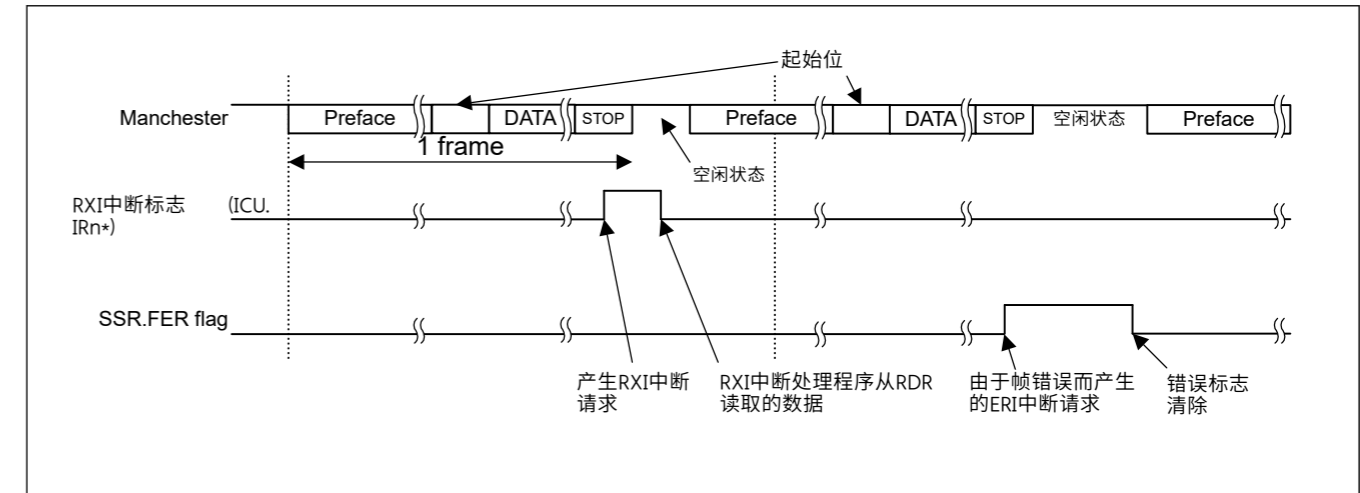 起始位
Manchester
Preface
DATA
STOP
Preface
DATA
STOP
空闲状态
Preface
1 frame
空闲状态
RXI中断标志 (ICU.
IRn*)
SSR.FER flag
产生RXI中断
请求
RXI中断处理程序从RDR
读取的数据
由于帧错误而产生
的ERI中断请求
错误标志
清除